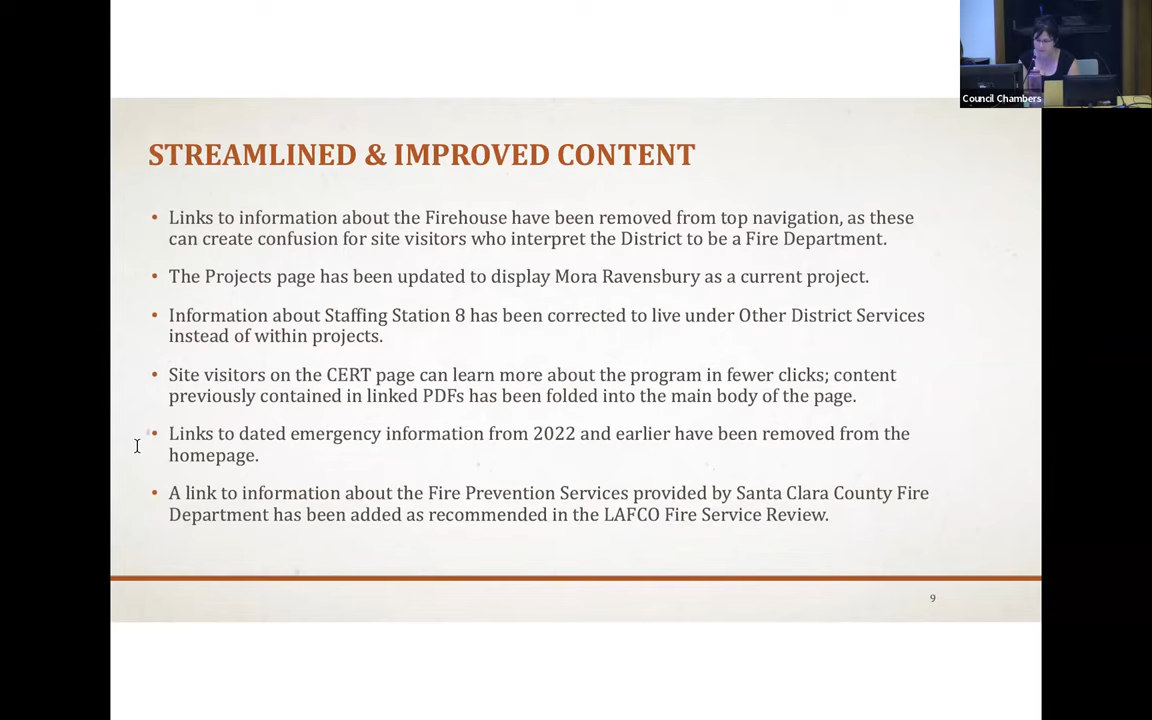 Council Chambers
STREAMLINED & IMPROVED CONTENT
• Links to information about the Firehouse have been removed from top navigation, as these
can create confusion for site visitors who interpret the District to be a Fire Department.
• The Projects page has been updated to display Mora Ravensbury as a current project.
• Information about Staffing Station 8 has been corrected to live under Other District Services
instead of within projects.
• Site visitors on the CERT page can learn more about the program in fewer clicks; content
previously contained in linked PDFs has been folded into the main body of the page.
• Links to dated emergency information from 2022 and earlier have been removed from the
homepage.
• A link to information about the Fire Prevention Services provided by Santa Clara County Fire
Department has been added as recommended in the LAFCO Fire Service Review.
9